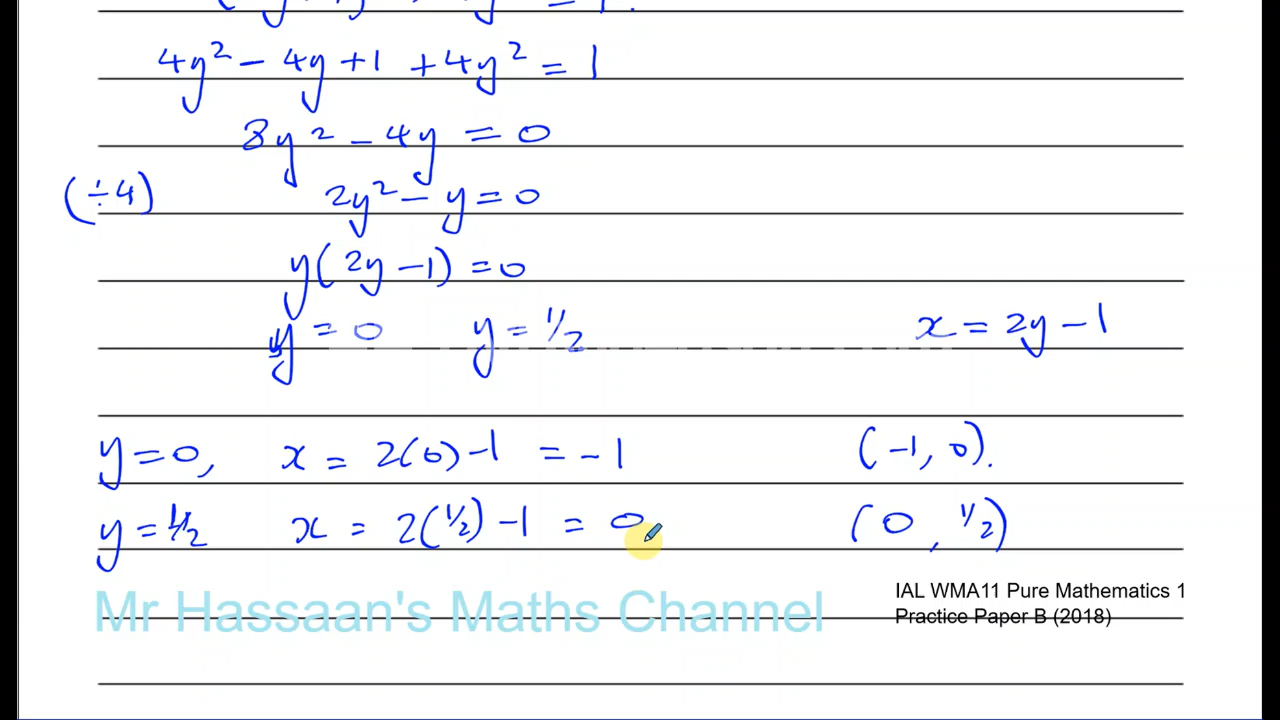 4y² - 4y + 1 + 4y² = 1
8y² - 4y = 0
(÷4) 2y² - y = 0
y(2y - 1) = 0
y = 0 y = 1/2 x = 2y - 1
y = 0, x = 2(0) - 1 = -1 (-1, 0).
y = 1/2 x = 2(1/2) - 1 = 0 (0, 1/2)
IAL WMA11 Pure Mathematics 1
Mr Hassaan's Maths Channel Practice Paper B (2018)